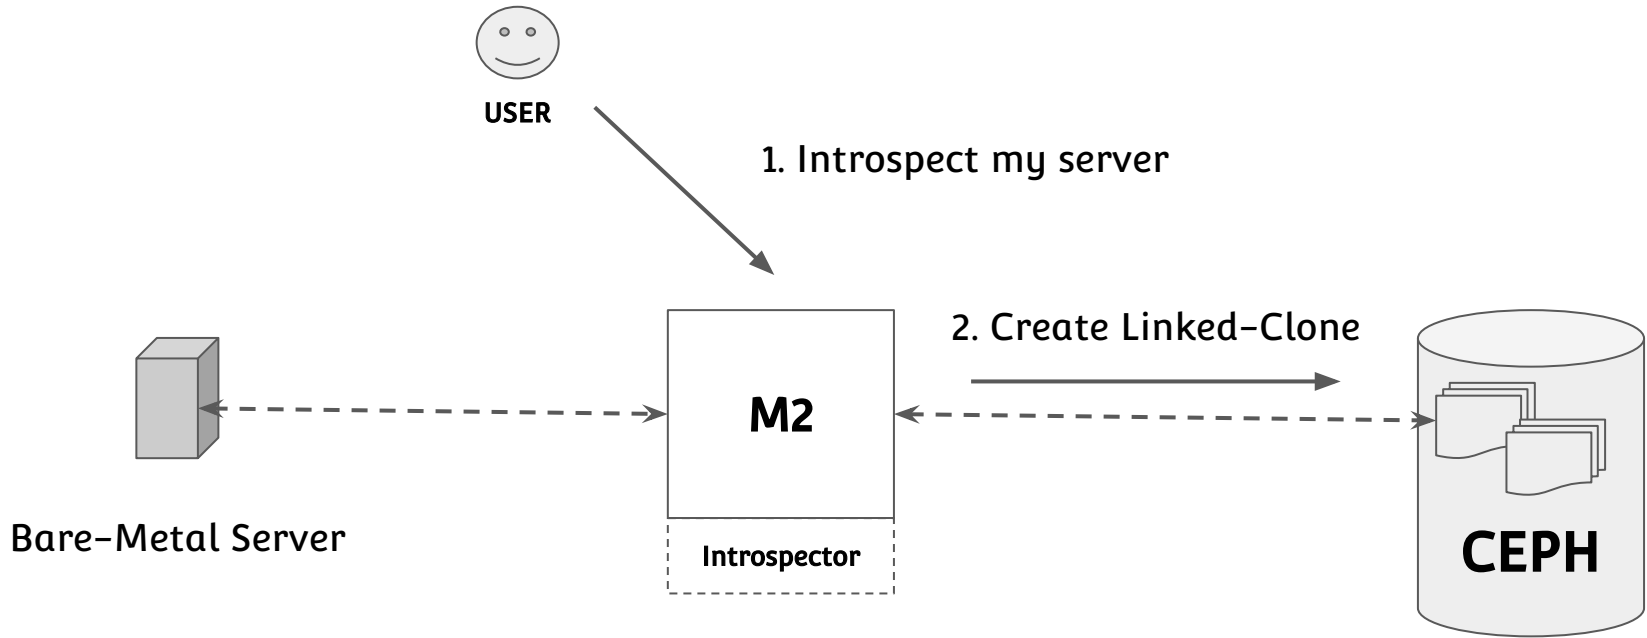 USER
1. Introspect my server
2. Create Linked-Clone
M2
Bare-Metal Server
Introspector
CEPH